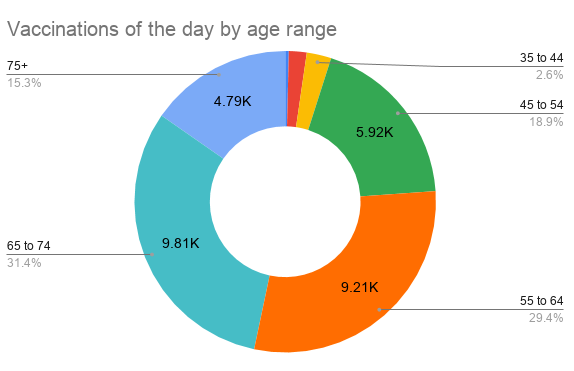 Vaccinations of the day by age range
75+
15.3%
35 to 44
2.6%
4.79K
45 to 54
18.9%
5.92K
65 to 74
31.4%
9.81K
9.21K
55 to 64
29.4%